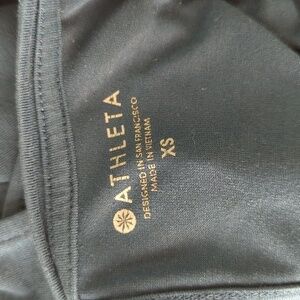 ATHLETA
DESIGNED IN SAN FRANCISCO
MADE IN VIETNAM
XS